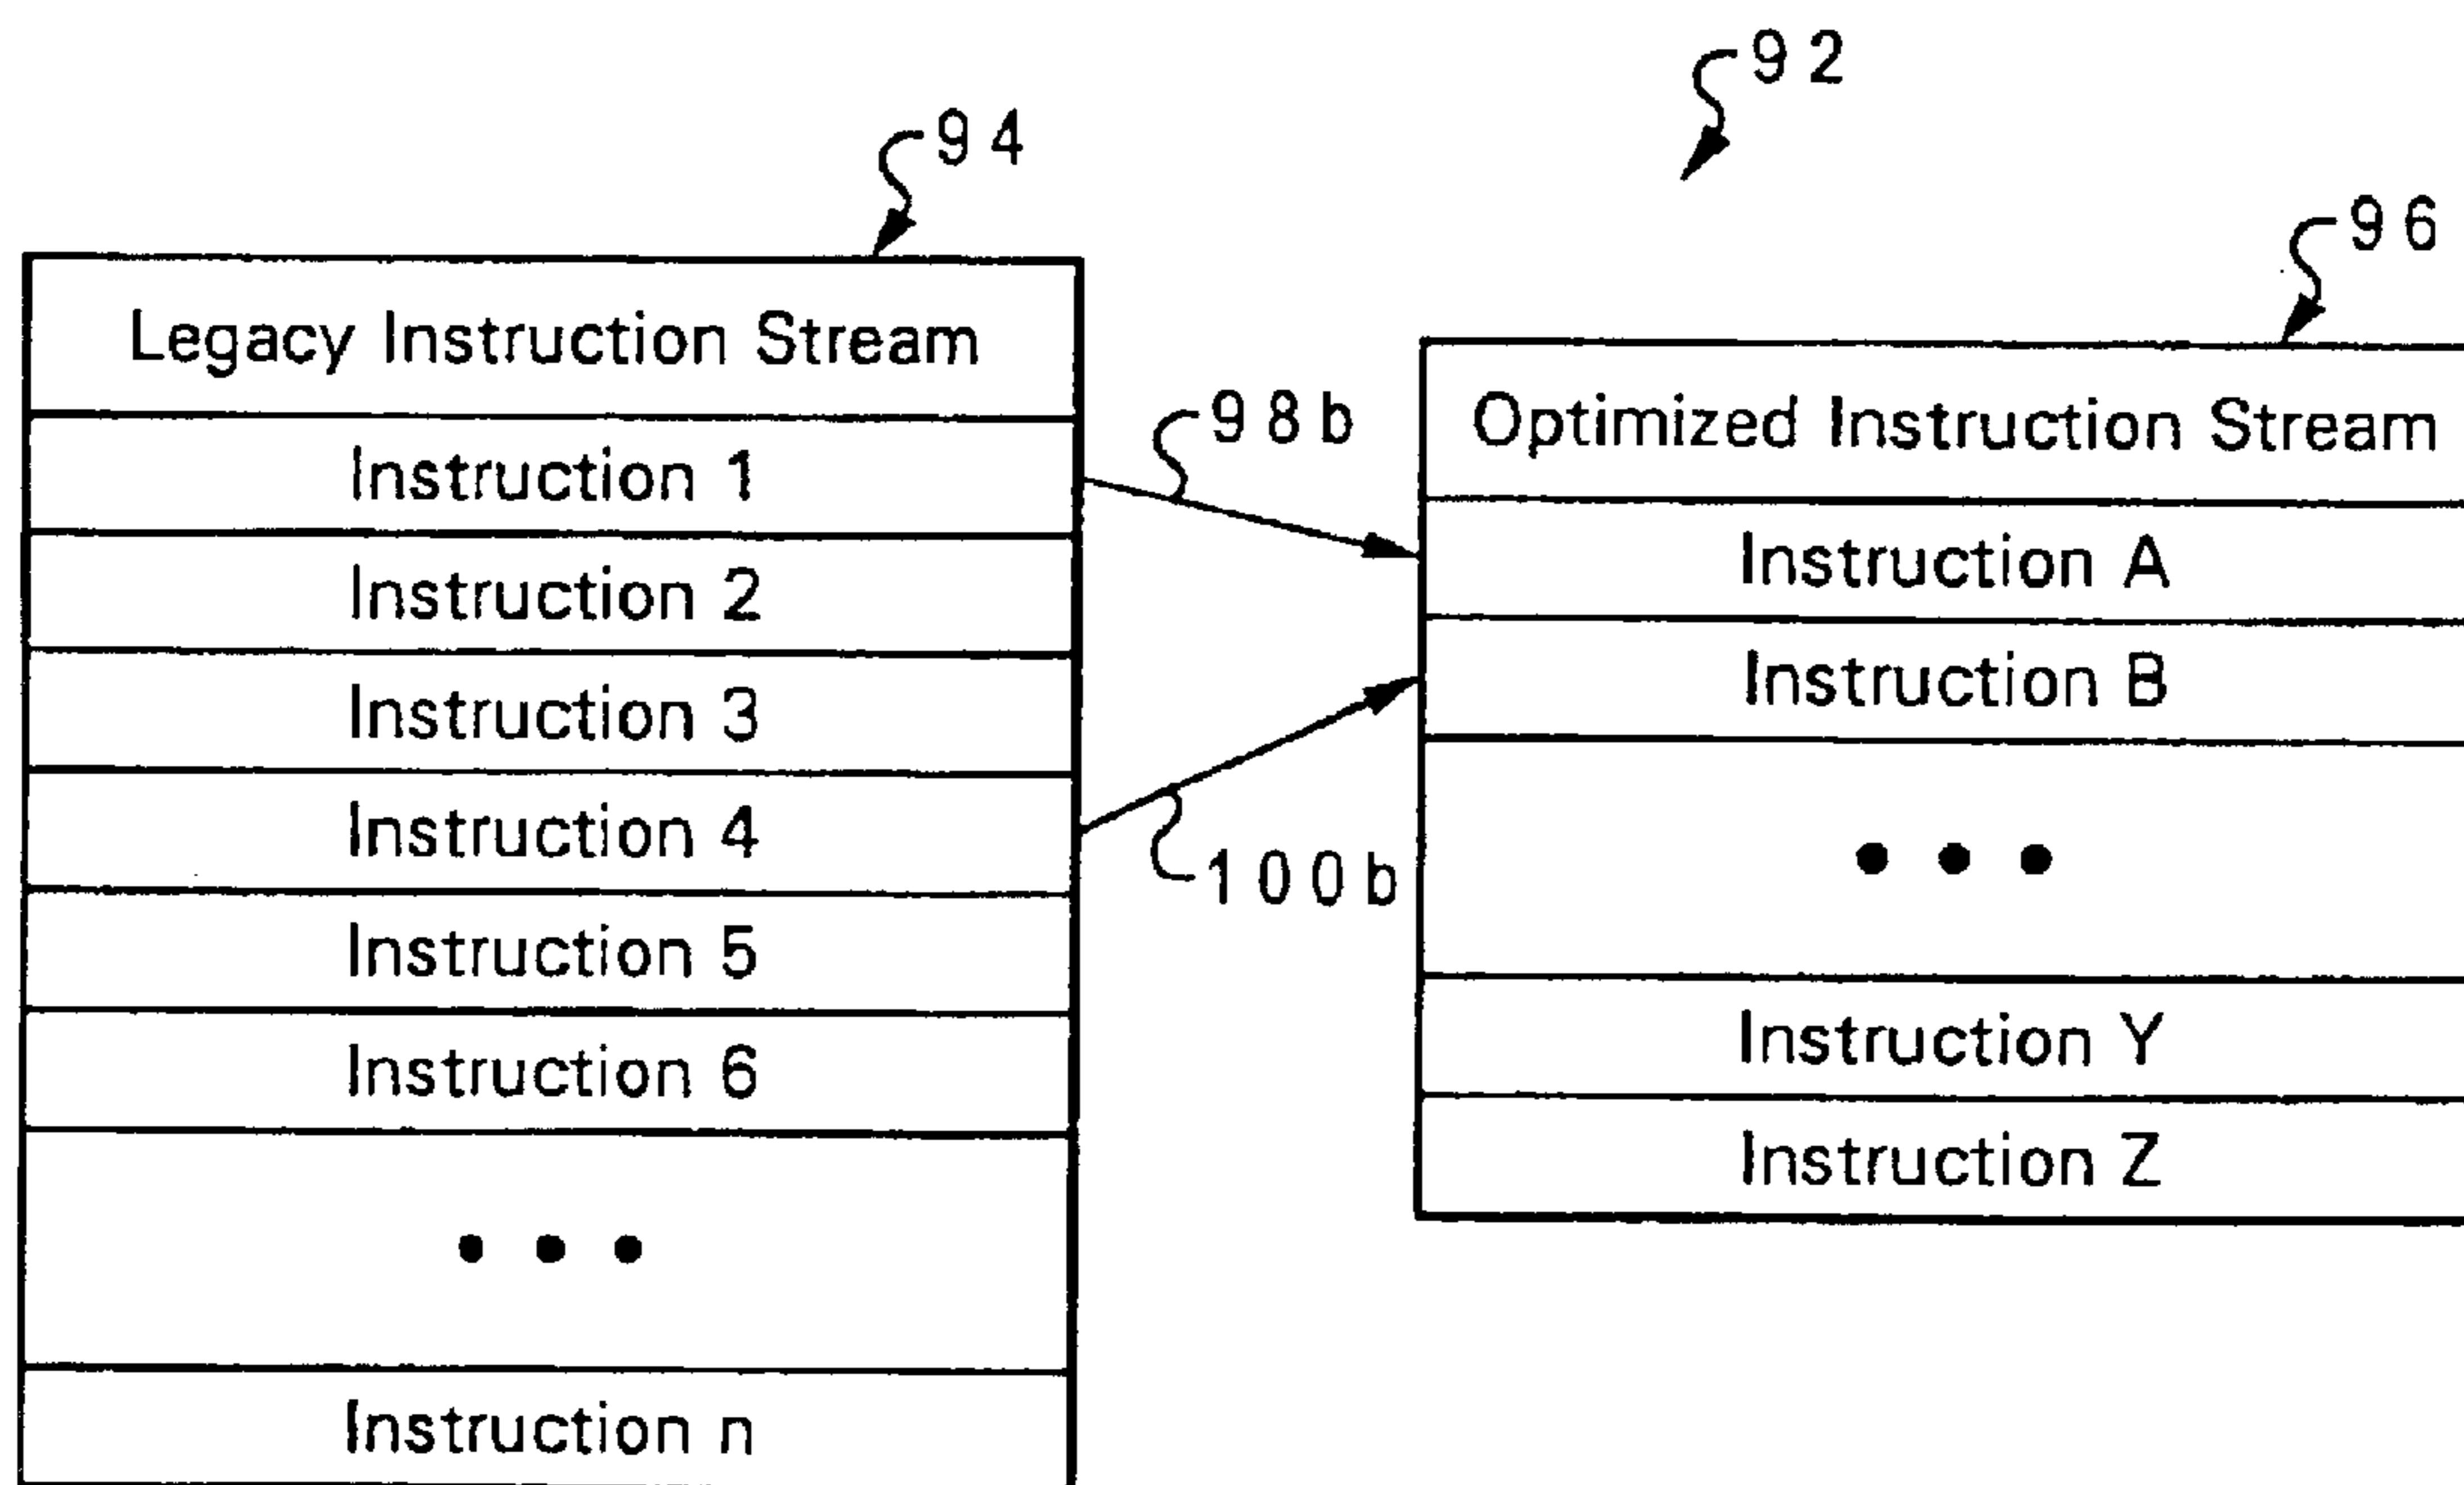 92
94
96
Legacy Instruction Stream
Instruction 1
Instruction 2
Instruction 3
Instruction 4
Instruction 5
Instruction 6
• • •
Instruction n
98b
100b
Optimized Instruction Stream
Instruction A
Instruction B
• • •
Instruction Y
Instruction Z